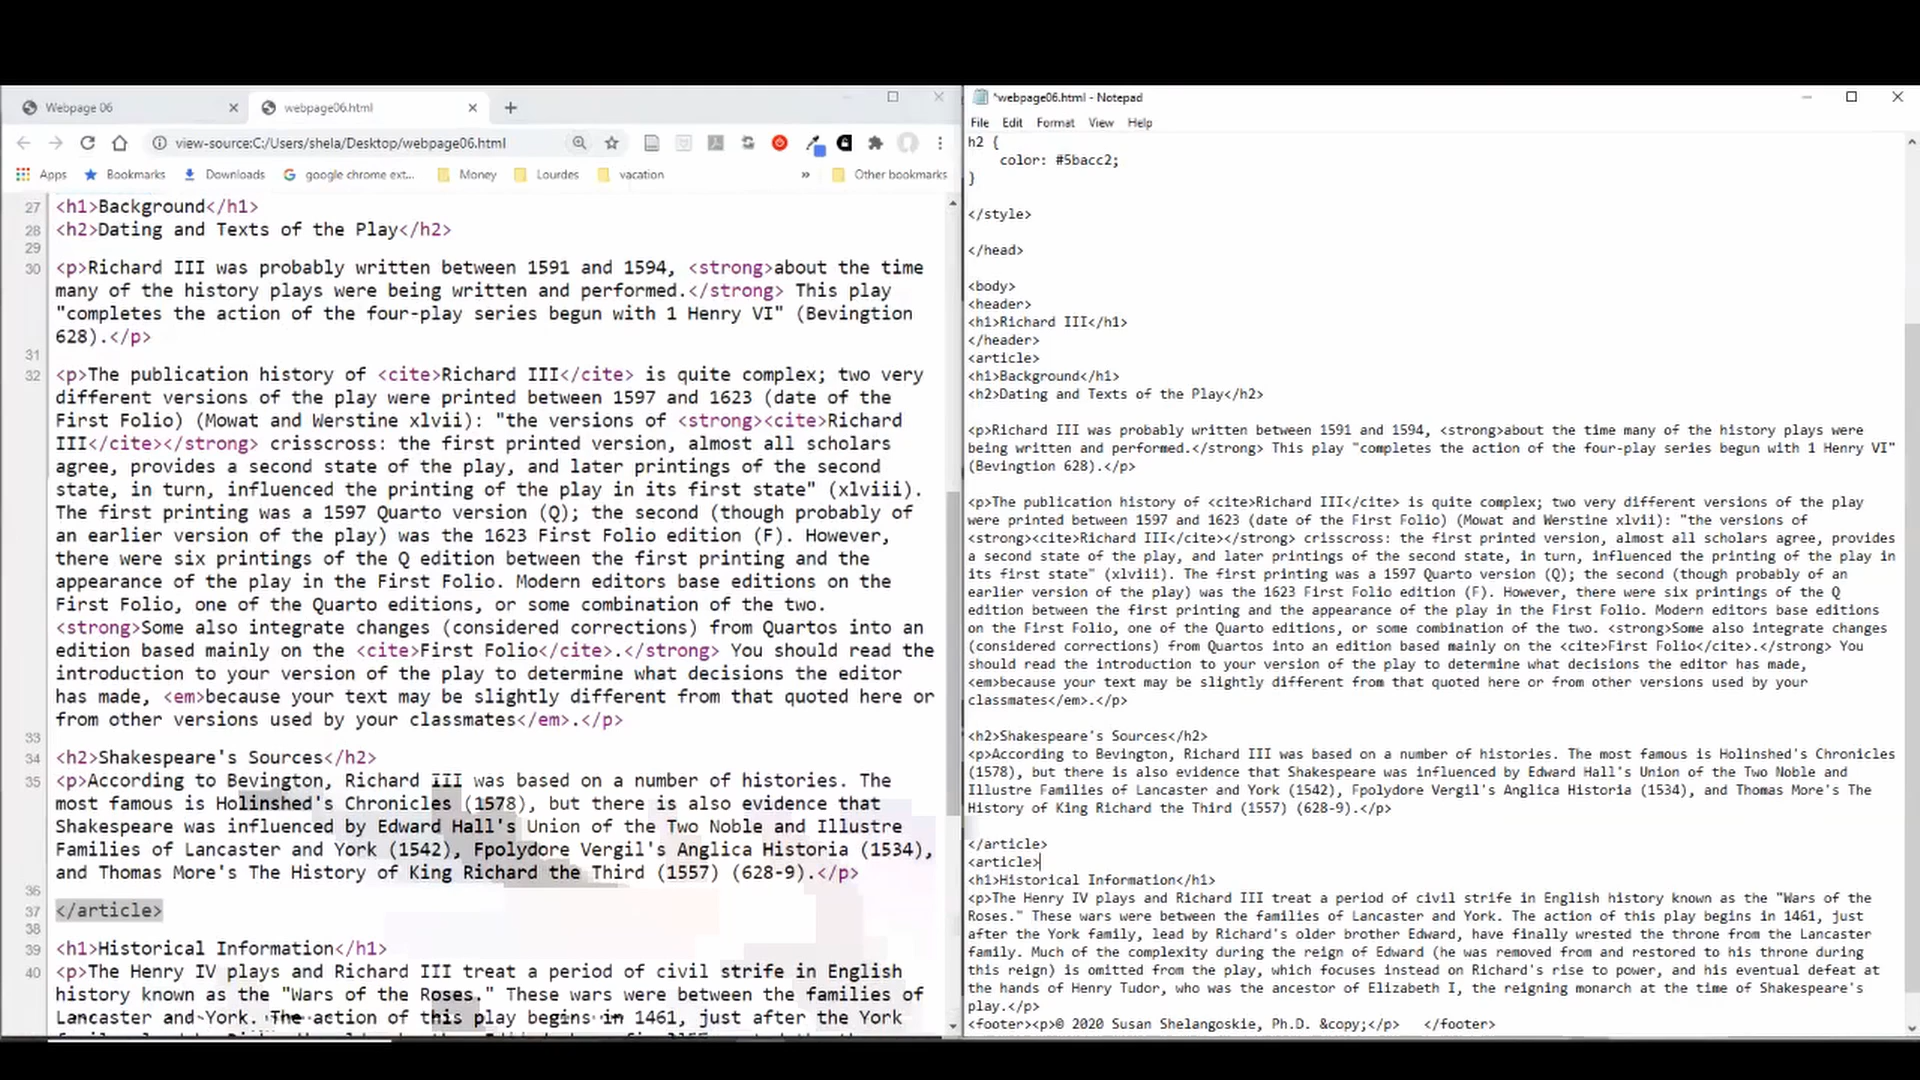 Webpage 06
webpage06.html
view-source:C:/Users/shela/Desktop/webpage06.html
Apps Bookmarks Downloads google chrome ext... Money Lourdes vacation » Other bookmarks
27 <h1>Background</h1>
28 <h2>Dating and Texts of the Play</h2>
29
30 <p>Richard III was probably written between 1591 and 1594, <strong>about the time
many of the history plays were being written and performed.</strong> This play
"completes the action of the four-play series begun with 1 Henry VI" (Bevingtion
628).</p>
31
32 <p>The publication history of <cite>Richard III</cite> is quite complex; two very
different versions of the play were printed between 1597 and 1623 (date of the
First Folio) (Mowat and Werstine xlvii): "the versions of <strong><cite>Richard
III</cite></strong> crisscross: the first printed version, almost all scholars
agree, provides a second state of the play, and later printings of the second
state, in turn, influenced the printing of the play in its first state" (xlviii).
The first printing was a 1597 Quarto version (Q); the second (though probably of
an earlier version of the play) was the 1623 First Folio edition (F). However,
there were six printings of the Q edition between the first printing and the
appearance of the play in the First Folio. Modern editors base editions on the
First Folio, one of the Quarto editions, or some combination of the two.
<strong>Some also integrate changes (considered corrections) from Quartos into an
edition based mainly on the <cite>First Folio</cite>.</strong> You should read the
introduction to your version of the play to determine what decisions the editor
has made, <em>because your text may be slightly different from that quoted here or
from other versions used by your classmates</em>.</p>
33
34 <h2>Shakespeare's Sources</h2>
35 <p>According to Bevington, Richard III was based on a number of histories. The
most famous is Holinshed's Chronicles (1578), but there is also evidence that
Shakespeare was influenced by Edward Hall's Union of the Two Noble and Illustre
Families of Lancaster and York (1542), Fpolydore Vergil's Anglica Historia (1534),
and Thomas More's The History of King Richard the Third (1557) (628-9).</p>
36
37 </article>
38
39 <h1>Historical Information</h1>
40 <p>The Henry IV plays and Richard III treat a period of civil strife in English
history known as the "Wars of the Roses." These wars were between the families of
Lancaster and York. The action of this play begins in 1461, just after the York
*webpage06.html - Notepad
File Edit Format View Help
h2 {
color: #5bacc2;
}
</style>
</head>
<body>
<header>
<h1>Richard III</h1>
</header>
<article>
<h1>Background</h1>
<h2>Dating and Texts of the Play</h2>
<p>Richard III was probably written between 1591 and 1594, <strong>about the time many of the history plays were
being written and performed.</strong> This play "completes the action of the four-play series begun with 1 Henry VI"
(Bevingtion 628).</p>
<p>The publication history of <cite>Richard III</cite> is quite complex; two very different versions of the play
were printed between 1597 and 1623 (date of the First Folio) (Mowat and Werstine xlvii): "the versions of
<strong><cite>Richard III</cite></strong> crisscross: the first printed version, almost all scholars agree, provides
a second state of the play, and later printings of the second state, in turn, influenced the printing of the play in
its first state" (xlviii). The first printing was a 1597 Quarto version (Q); the second (though probably of an
earlier version of the play) was the 1623 First Folio edition (F). However, there were six printings of the Q
edition between the first printing and the appearance of the play in the First Folio. Modern editors base editions
on the First Folio, one of the Quarto editions, or some combination of the two. <strong>Some also integrate changes
(considered corrections) from Quartos into an edition based mainly on the <cite>First Folio</cite>.</strong> You
should read the introduction to your version of the play to determine what decisions the editor has made,
<em>because your text may be slightly different from that quoted here or from other versions used by your
classmates</em>.</p>
<h2>Shakespeare's Sources</h2>
<p>According to Bevington, Richard III was based on a number of histories. The most famous is Holinshed's Chronicles
(1578), but there is also evidence that Shakespeare was influenced by Edward Hall's Union of the Two Noble and
Illustre Families of Lancaster and York (1542), Fpolydore Vergil's Anglica Historia (1534), and Thomas More's The
History of King Richard the Third (1557) (628-9).</p>
</article>
<article>
<h1>Historical Information</h1>
<p>The Henry IV plays and Richard III treat a period of civil strife in English history known as the "Wars of the
Roses." These wars were between the families of Lancaster and York. The action of this play begins in 1461, just
after the York family, lead by Richard's older brother Edward, have finally wrested the throne from the Lancaster
family. Much of the complexity during the reign of Edward (he was removed from and restored to his throne during
this reign) is omitted from the play, which focuses instead on Richard's rise to power, and his eventual defeat at
the hands of Henry Tudor, who was the ancestor of Elizabeth I, the reigning monarch at the time of Shakespeare's
play.</p>
<footer><p>© 2020 Susan Shelangoskie, Ph.D. &copy;</p> </footer>